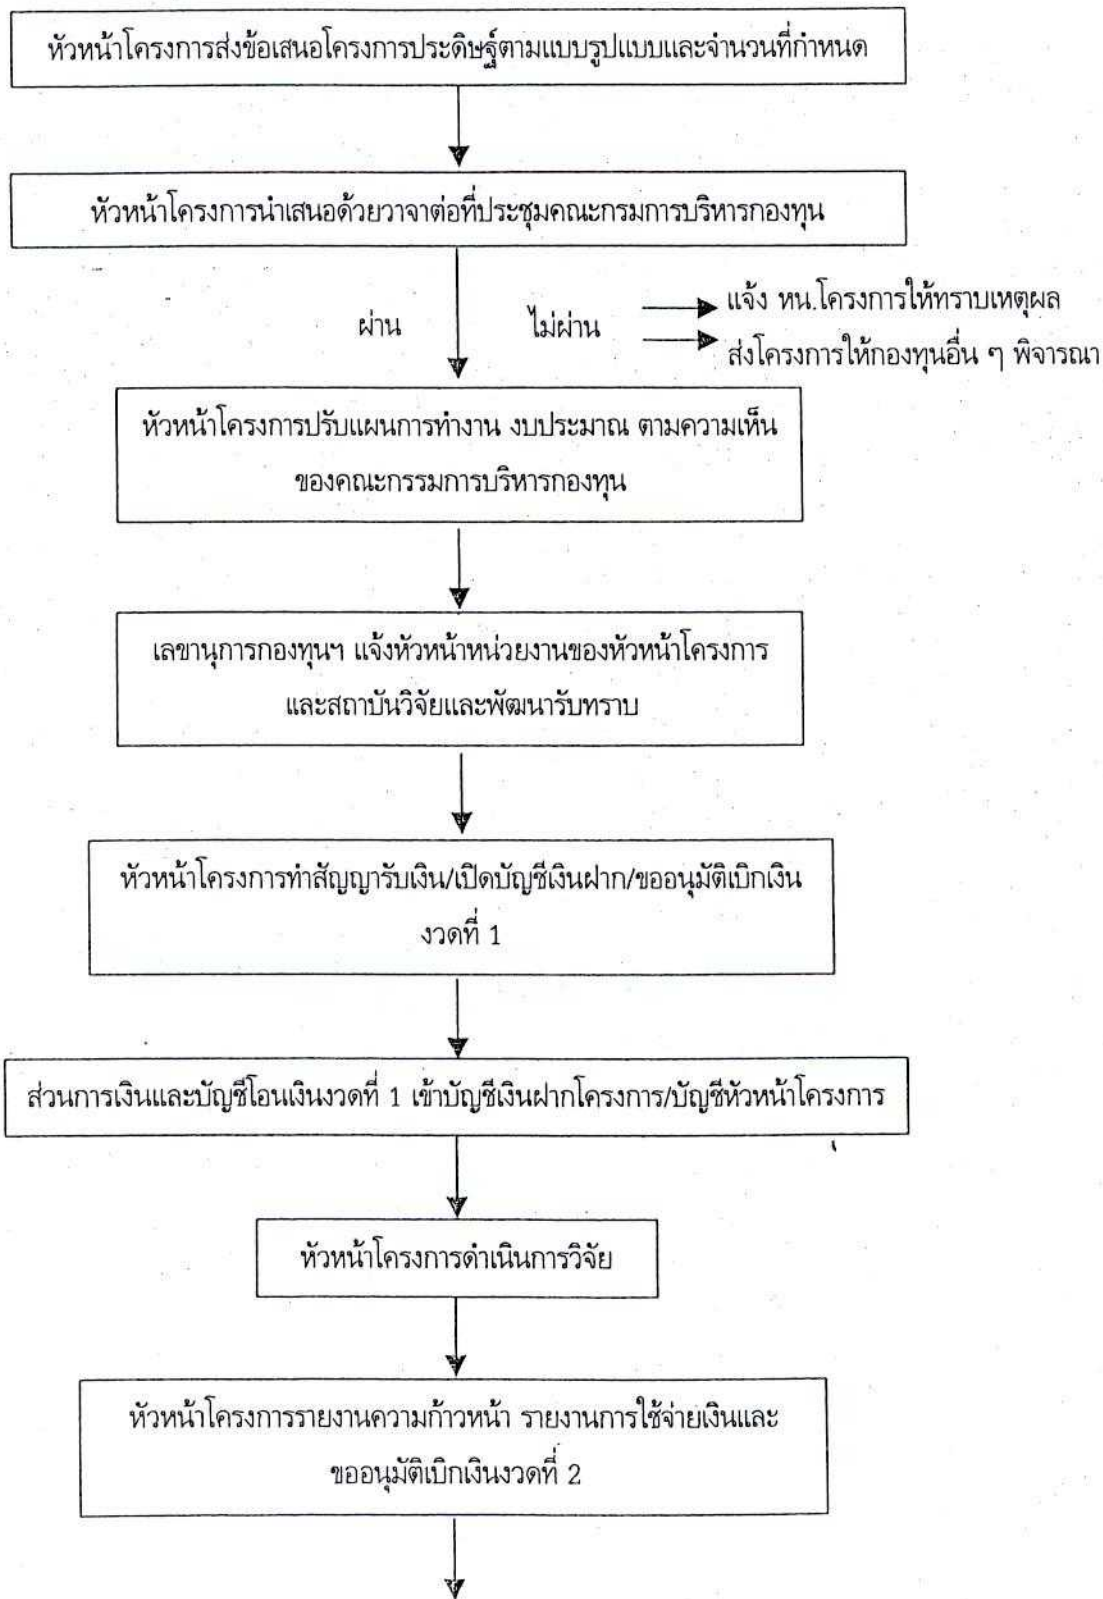 หัวหน้าโครงการส่งข้อเสนอโครงการประดิษฐ์ตามแบบรูปแบบและจำนวนที่กำหนด
หัวหน้าโครงการนำเสนอด้วยวาจาต่อที่ประชุมคณะกรมการบริหารกองทุน
ผ่าน
ไม่ผ่าน
แจ้ง หน.โครงการให้ทราบเหตุผล
ส่งโครงการให้กองทุนอื่น ๆ พิจารณา
หัวหน้าโครงการปรับแผนการทำงาน งบประมาณ ตามความเห็น
ของคณะกรรมการบริหารกองทุน
เลขานุการกองทุนฯ แจ้งหัวหน้าหน่วยงานของหัวหน้าโครงการ
และสถาบันวิจัยและพัฒนารับทราบ
หัวหน้าโครงการทำสัญญารับเงิน/เปิดบัญชีเงินฝาก/ขออนุมัติเบิกเงิน
งวดที่ 1
ส่วนการเงินและบัญชีโอนเงินงวดที่ 1 เข้าบัญชีเงินฝากโครงการ/บัญชีหัวหน้าโครงการ
หัวหน้าโครงการดำเนินการวิจัย
หัวหน้าโครงการรายงานความก้าวหน้า รายงานการใช้จ่ายเงินและ
ขออนุมัติเบิกเงินงวดที่ 2